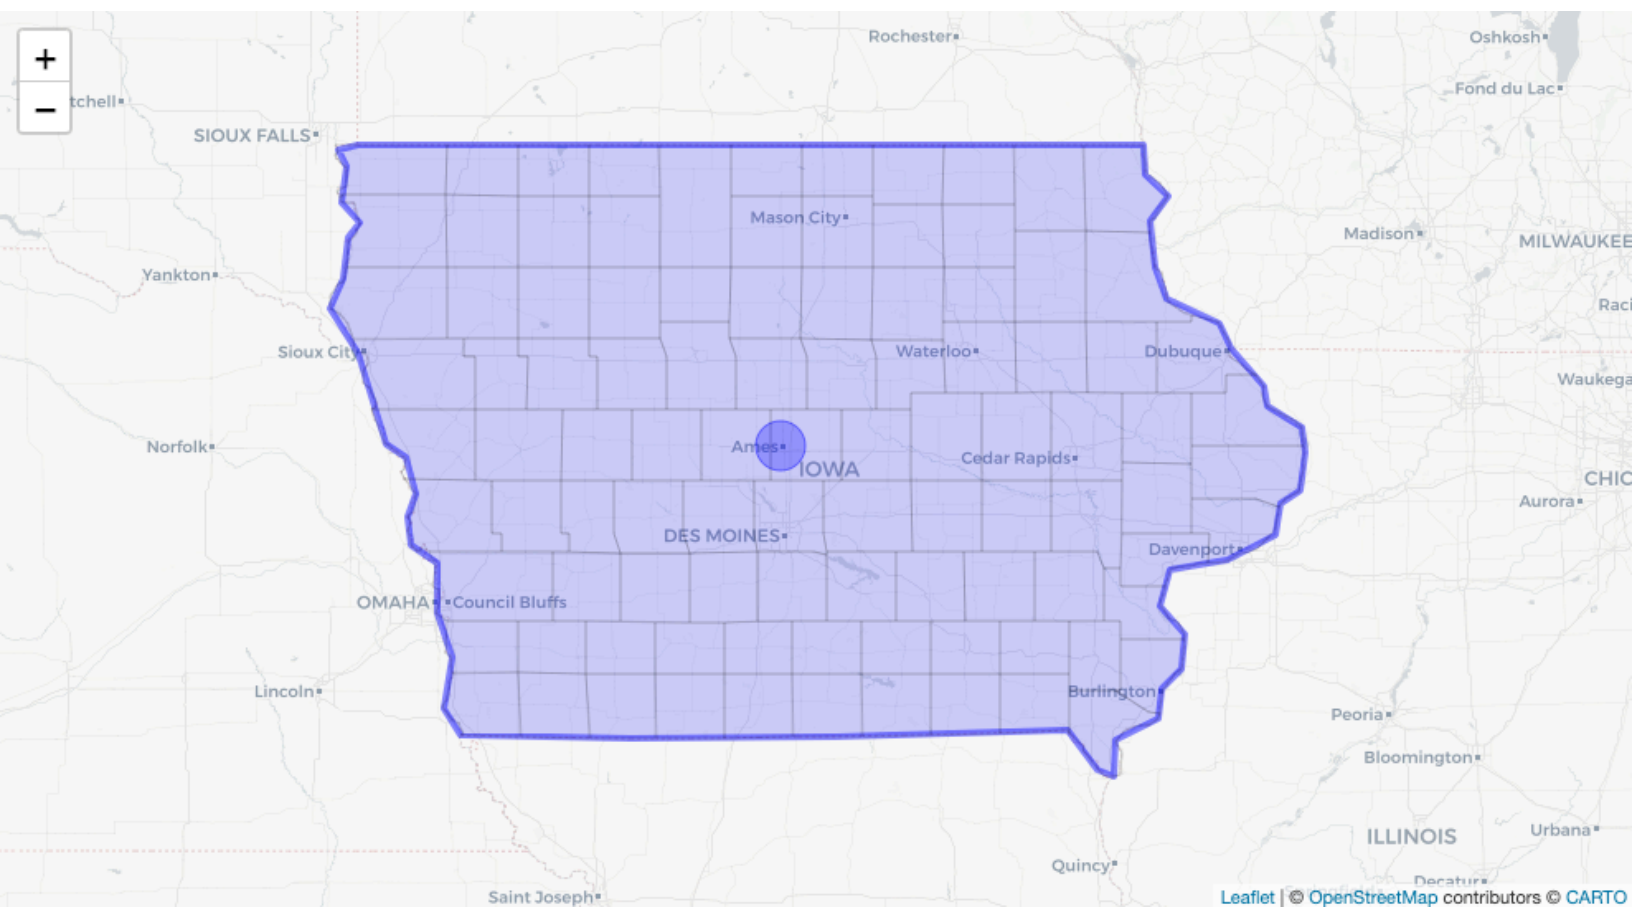 +
−
Rochester
Oshkosh
Fond du Lac
tchell
SIOUX FALLS
Mason City
Madison
MILWAUKEE
Yankton
Raci
Sioux City
Waterloo
Dubuque
Waukega
Norfolk
Ames
IOWA
Cedar Rapids
CHIC
Aurora
DES MOINES
Davenport
OMAHA
Council Bluffs
Lincoln
Burlington
Peoria
Bloomington
ILLINOIS
Urbana
Quincy
Decatur
Saint Joseph
Leaflet | © OpenStreetMap contributors © CARTO